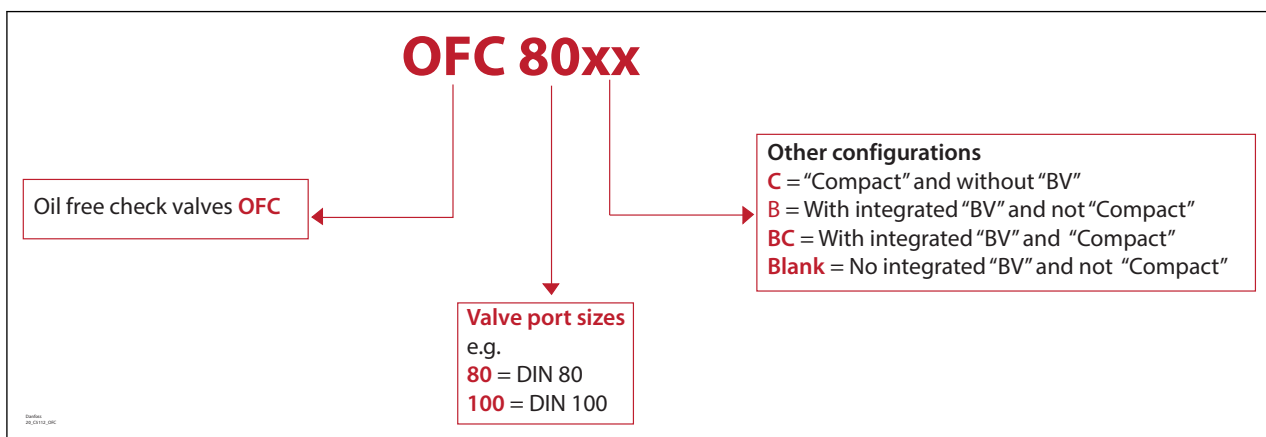 OFC 80xx
Oil free check valves OFC
Valve port sizes
e.g.
80 = DIN 80
100 = DIN 100
Other configurations
C = “Compact” and without “BV”
B = With integrated “BV” and not “Compact”
BC = With integrated “BV” and “Compact”
Blank = No integrated “BV” and not “Compact”
Danfoss